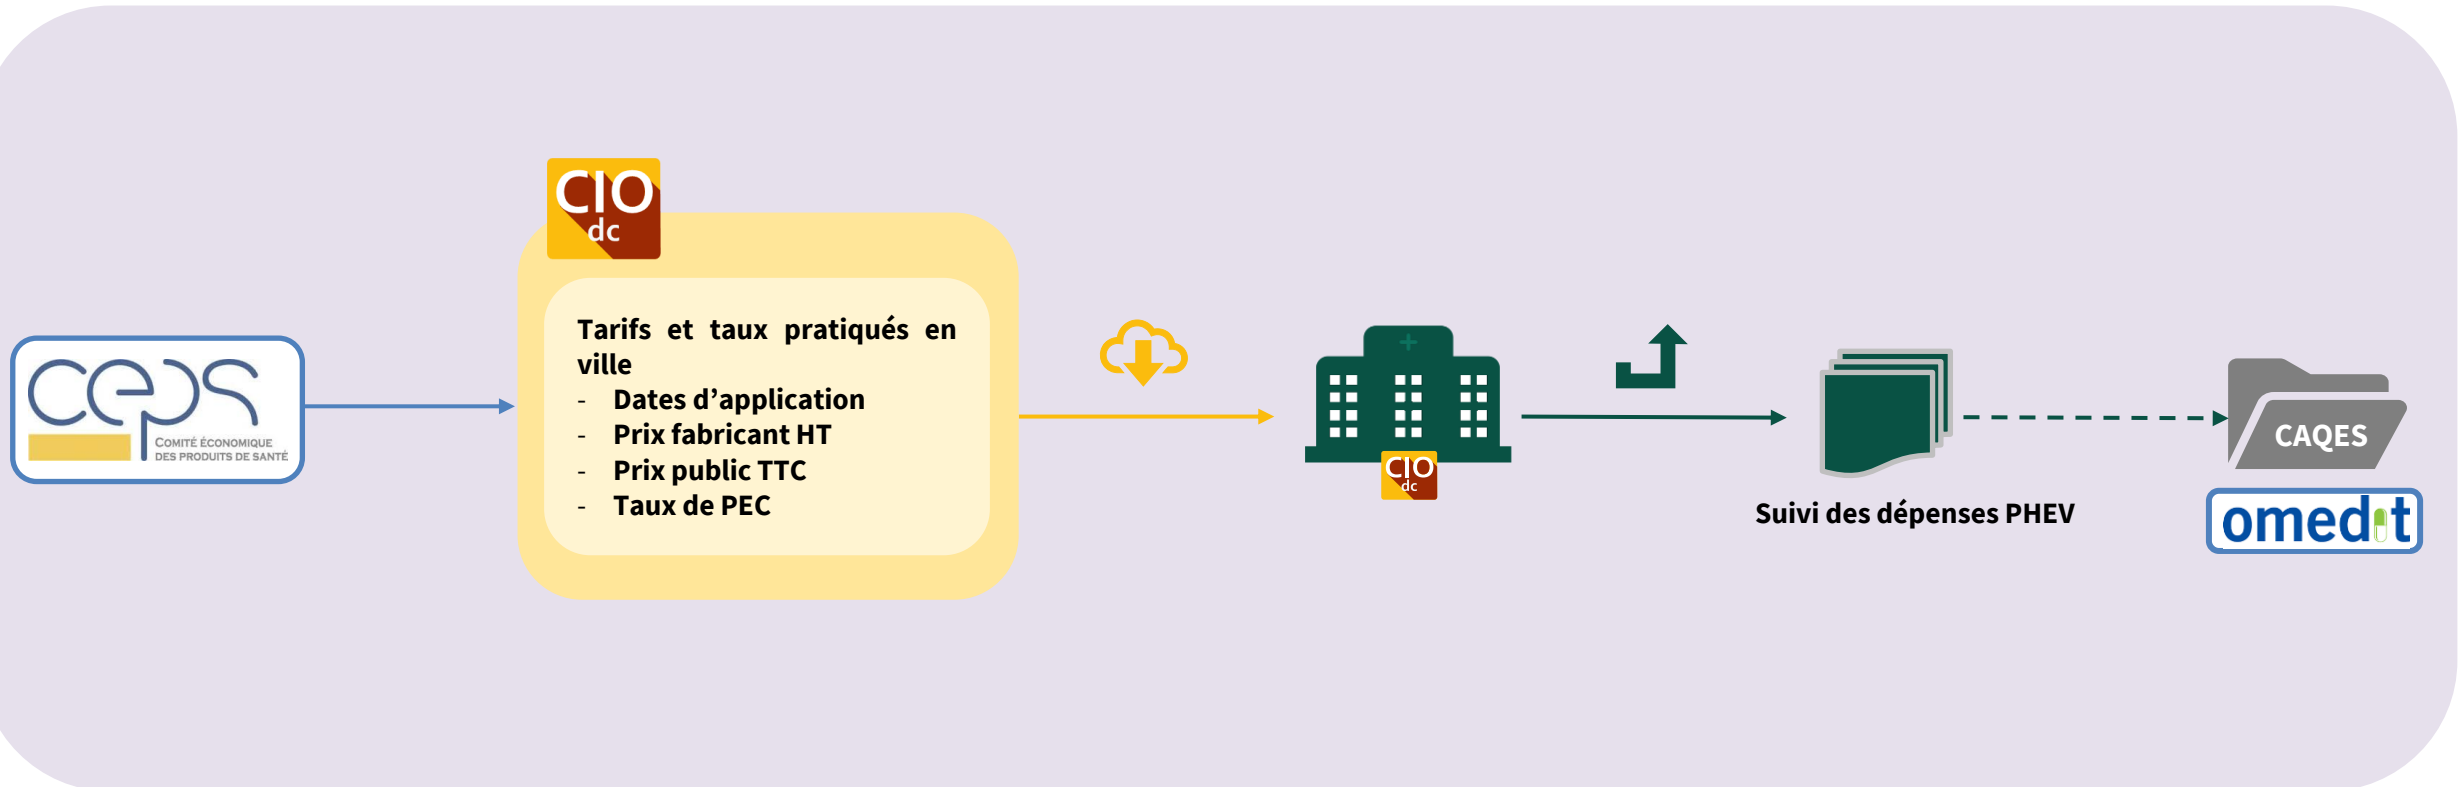 CIO
dc
Tarifs et taux pratiqués en
ville
- Dates d’application
- Prix fabricant HT
- Prix public TTC
- Taux de PEC
ceps
COMITÉ ÉCONOMIQUE
DES PRODUITS DE SANTÉ
CIO
dc
Suivi des dépenses PHEV
CAQES
omedit